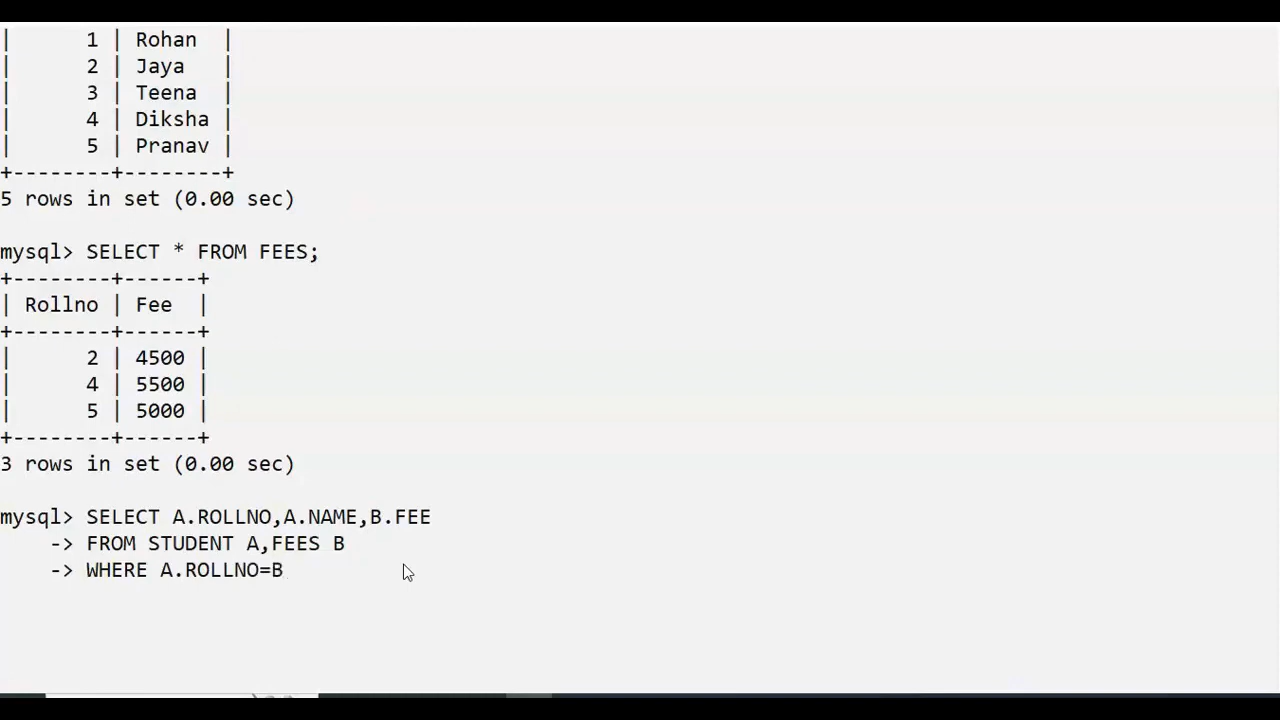 |      1 | Rohan  |
|      2 | Jaya   |
|      3 | Teena  |
|      4 | Diksha |
|      5 | Pranav |
+--------+--------+
5 rows in set (0.00 sec)
mysql> SELECT * FROM FEES;
+--------+------+
| Rollno | Fee  |
+--------+------+
|      2 | 4500 |
|      4 | 5500 |
|      5 | 5000 |
+--------+------+
3 rows in set (0.00 sec)
mysql> SELECT A.ROLLNO,A.NAME,B.FEE
    -> FROM STUDENT A,FEES B
    -> WHERE A.ROLLNO=B